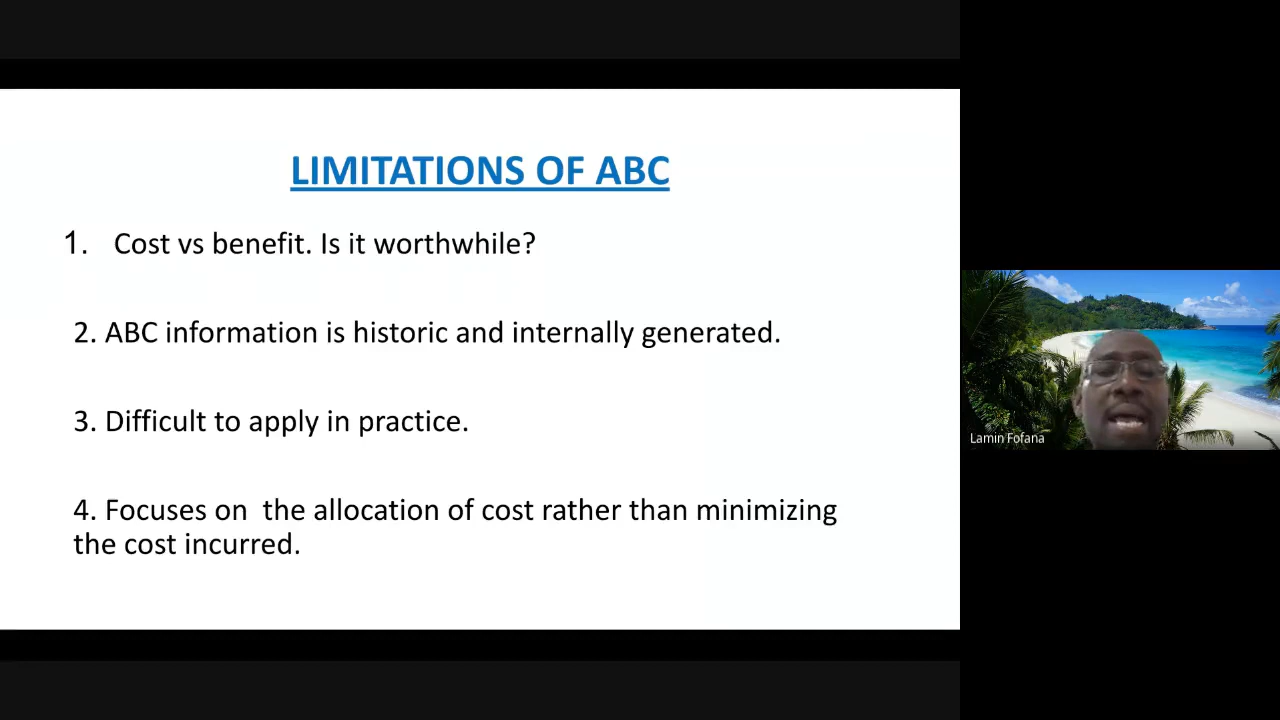 LIMITATIONS OF ABC
1. Cost vs benefit. Is it worthwhile?
2. ABC information is historic and internally generated.
3. Difficult to apply in practice.
4. Focuses on  the allocation of cost rather than minimizing
the cost incurred.
Lamin Fofana